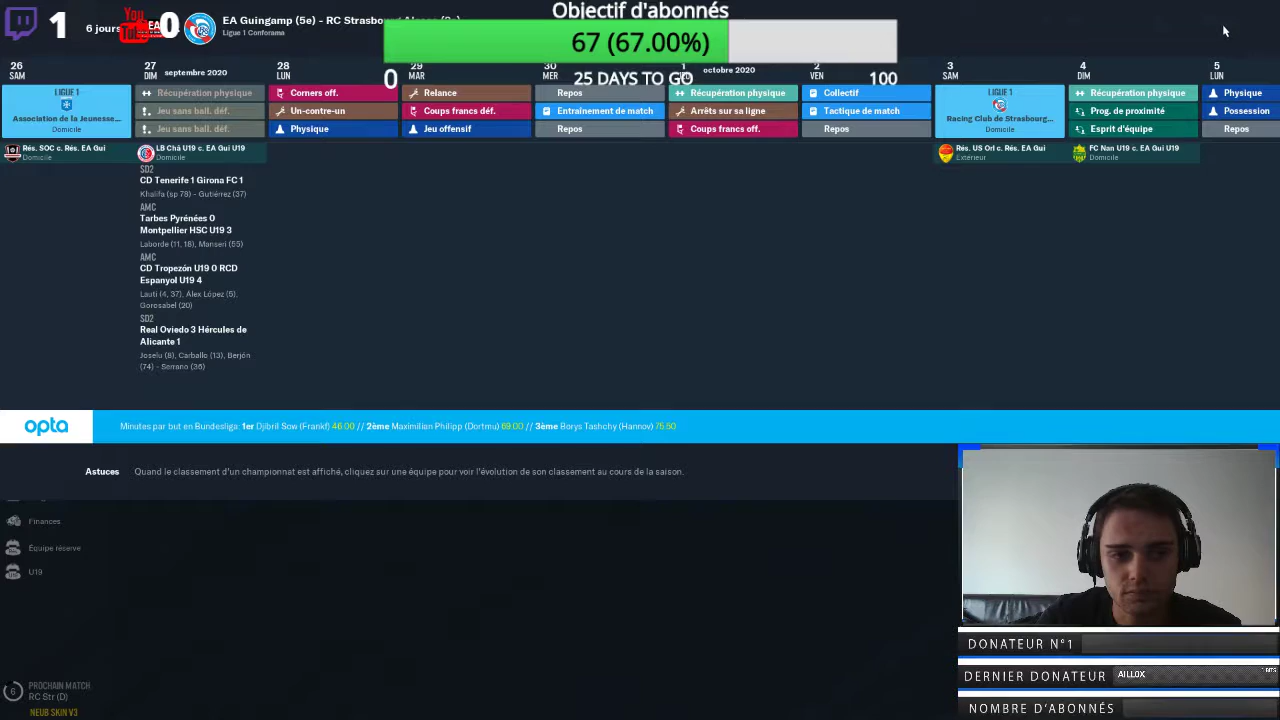 Objectif d'abonnés
1
6 jours
You
0
EA Guingamp (5e) - RC Strasbourg Alsace
Ligue 1 Conforama
67 (67.00%)
0
25 DAYS TO GO
100
26
SAM
27
DIM
septembre 2020
28
LUN
29
MAR
30
MER
1
octobre 2020
2
VEN
3
SAM
4
DIM
5
LUN
LIGUE 1
Association de la Jeunesse...
Domicile
Récupération physique
Jeu sans ball. déf.
Jeu sans ball. déf.
Corners off.
Un-contre-un
Physique
Relance
Coups francs déf.
Jeu offensif
Repos
Entraînement de match
Repos
Récupération physique
Arrêts sur sa ligne
Coups francs off.
Collectif
Tactique de match
Repos
LIGUE 1
Racing Club de Strasbourg...
Domicile
Récupération physique
Prog. de proximité
Esprit d'équipe
Physique
Possession
Repos
Rés. SOC c. Rés. EA Gui
Domicile
LB Châ U19 c. EA Gui U19
Domicile
Rés. US Orl c. Rés. EA Gui
Extérieur
FC Nan U19 c. EA Gui U19
Domicile
SD2
CD Tenerife 1 Girona FC 1
Khalifa (sp 78) - Gutiérrez (37)
AMC
Tarbes Pyrénées 0
Montpellier HSC U19 3
Laborde (11, 18), Manseri (55)
AMC
CD Tropezón U19 0 RCD
Espanyol U19 4
Lauti (4, 37), Álex López (5),
Gorosabel (20)
SD2
Real Oviedo 3 Hércules de
Alicante 1
Joselu (8), Carballo (13), Berjón
(74) - Serrano (36)
opta
Minutes par but en Bundesliga: 1er Djibril Sow (Frankf) 46.00 // 2ème Maximilian Philipp (Dortmu) 69.00 // 3ème Borys Tashchy (Hannov) 75.50
Astuces
Quand le classement d'un championnat est affiché, cliquez sur une équipe pour voir l'évolution de son classement au cours de la saison.
Finances
Équipe réserve
U19
6
PROCHAIN MATCH
RC Str (D)
NEUB SKIN V3
DONATEUR N°1
DERNIER DONATEUR
AILLOX
1 BITS
NOMBRE D'ABONNÉS